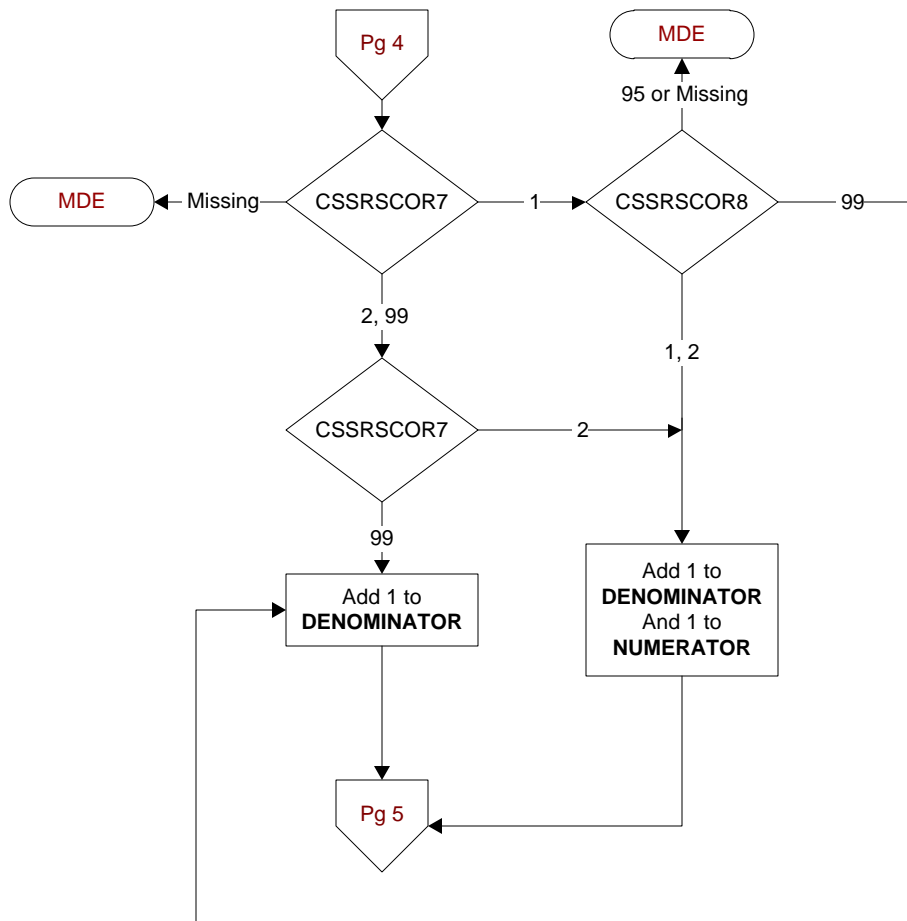 Pg 4
MDE
95 or Missing
MDE
Missing
CSSRSCOR7
1
CSSRSCOR8
99
2, 99
1, 2
CSSRSCOR7
2
99
Add 1 to
DENOMINATOR
Add 1 to
DENOMINATOR
And 1 to
NUMERATOR
Pg 5